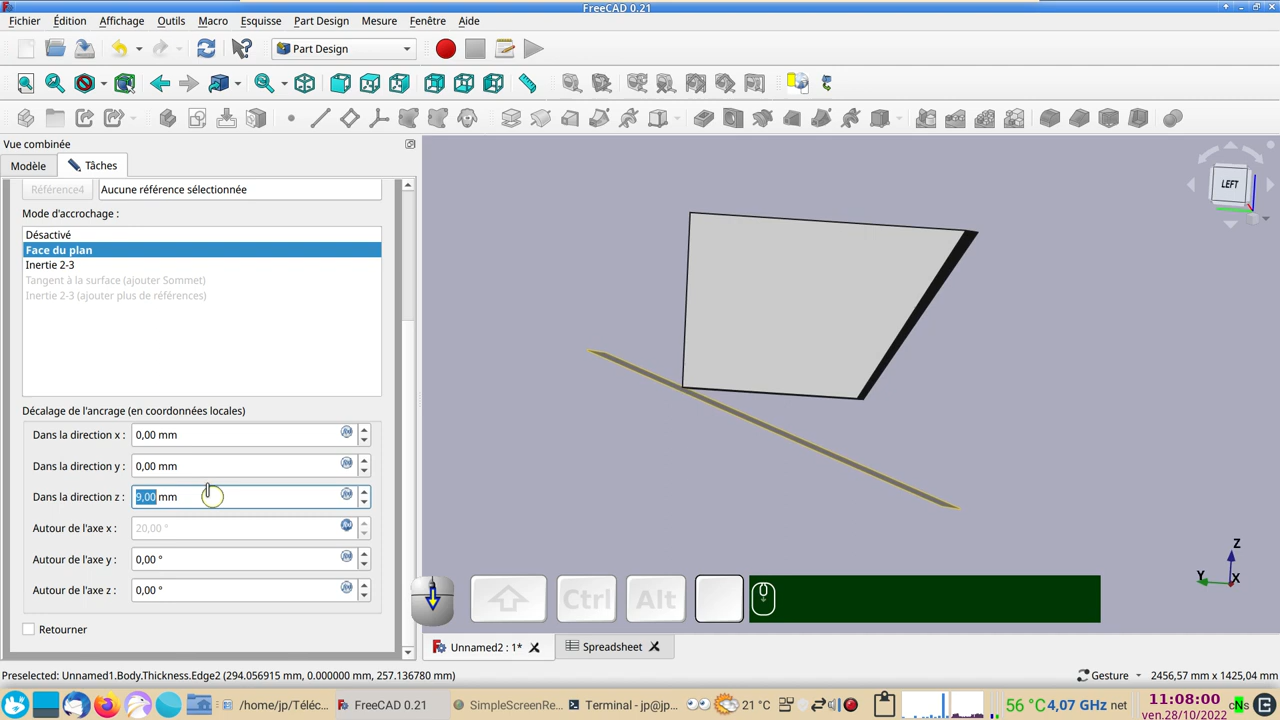 FreeCAD 0.21
Fichier Édition Affichage Outils Macro Esquisse Part Design Mesure Fenêtre Aide
Part Design
Vue combinée
Modèle Tâches
Référence4 Aucune référence sélectionnée
Mode d'accrochage :
Désactivé
Face du plan
Inertie 2-3
Tangent à la surface (ajouter Sommet)
Inertie 2-3 (ajouter plus de références)
Décalage de l'ancrage (en coordonnées locales)
Dans la direction x : 0,00 mm
Dans la direction y : 0,00 mm
Dans la direction z : 9,00 mm
Autour de l'axe x : 20,00 °
Autour de l'axe y : 0,00 °
Autour de l'axe z : 0,00 °
Retourner
LEFT
Z
Y
X
Ctrl Alt
Unnamed2 : 1* Spreadsheet
Preselected: Unnamed1.Body.Thickness.Edge2 (294.056915 mm, 0.000000 mm, 257.136780 mm) Gesture 2456,57 mm x 1425,04 mm
/home/jp/Téléc... FreeCAD 0.21 SimpleScreenRe... Terminal - jp@jp... 21 °C 56 °C 4,07 GHz net 11:08:00 ven.28/10/2022